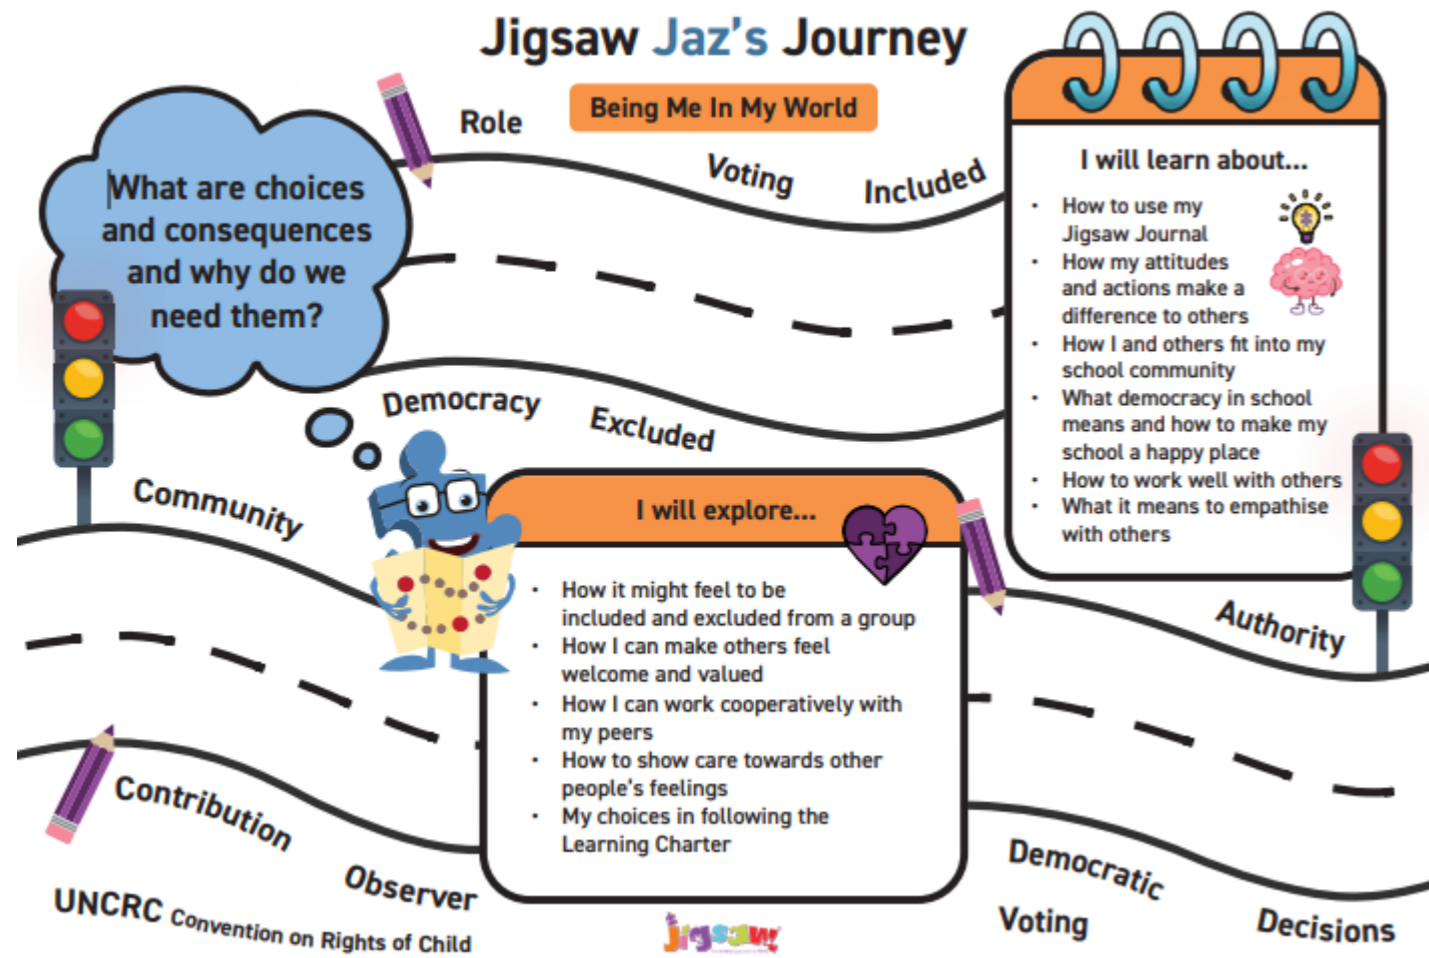 Jigsaw Jaz's Journey
Being Me In My World
Role
Voting
Included
What are choices
and consequences
and why do we
need them?
I will learn about...
• How to use my
Jigsaw Journal
• How my attitudes
and actions make a
difference to others
• How I and others fit into my
school community
• What democracy in school
means and how to make my
school a happy place
• How to work well with others
• What it means to empathise
with others
Democracy
Excluded
Community
I will explore...
• How it might feel to be
included and excluded from a group
• How I can make others feel
welcome and valued
• How I can work cooperatively with
my peers
• How to show care towards other
people's feelings
• My choices in following the
Learning Charter
Authority
Contribution
Observer
UNCRC Convention on Rights of Child
Democratic
Voting
Decisions
jigsaw